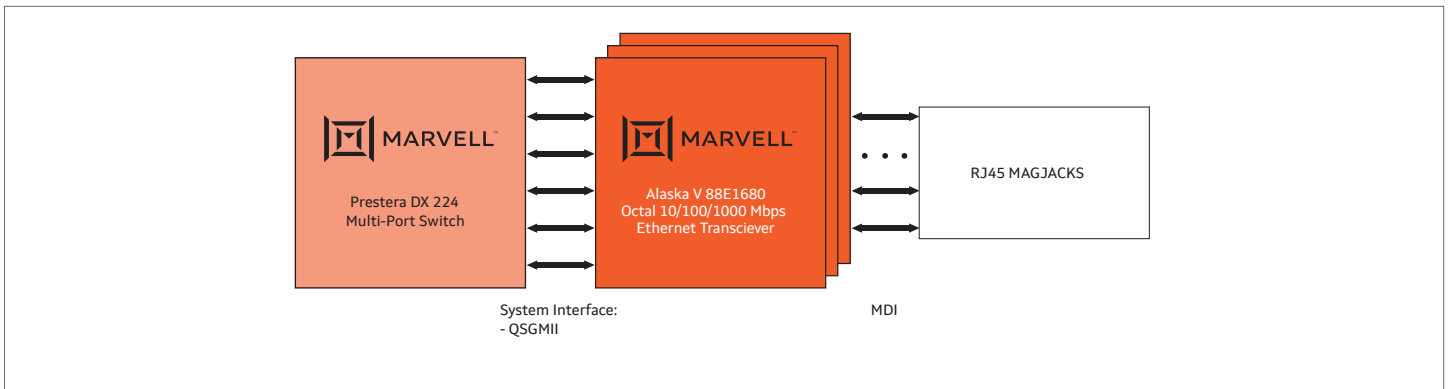 MARVELL™
Prestera DX 224
Multi-Port Switch
MARVELL™
Alaska V 88E1680
Octal 10/100/1000 Mbps
Ethernet Transciever
• • •
RJ45 MAGJACKS
System Interface:
- QSGMII
MDI